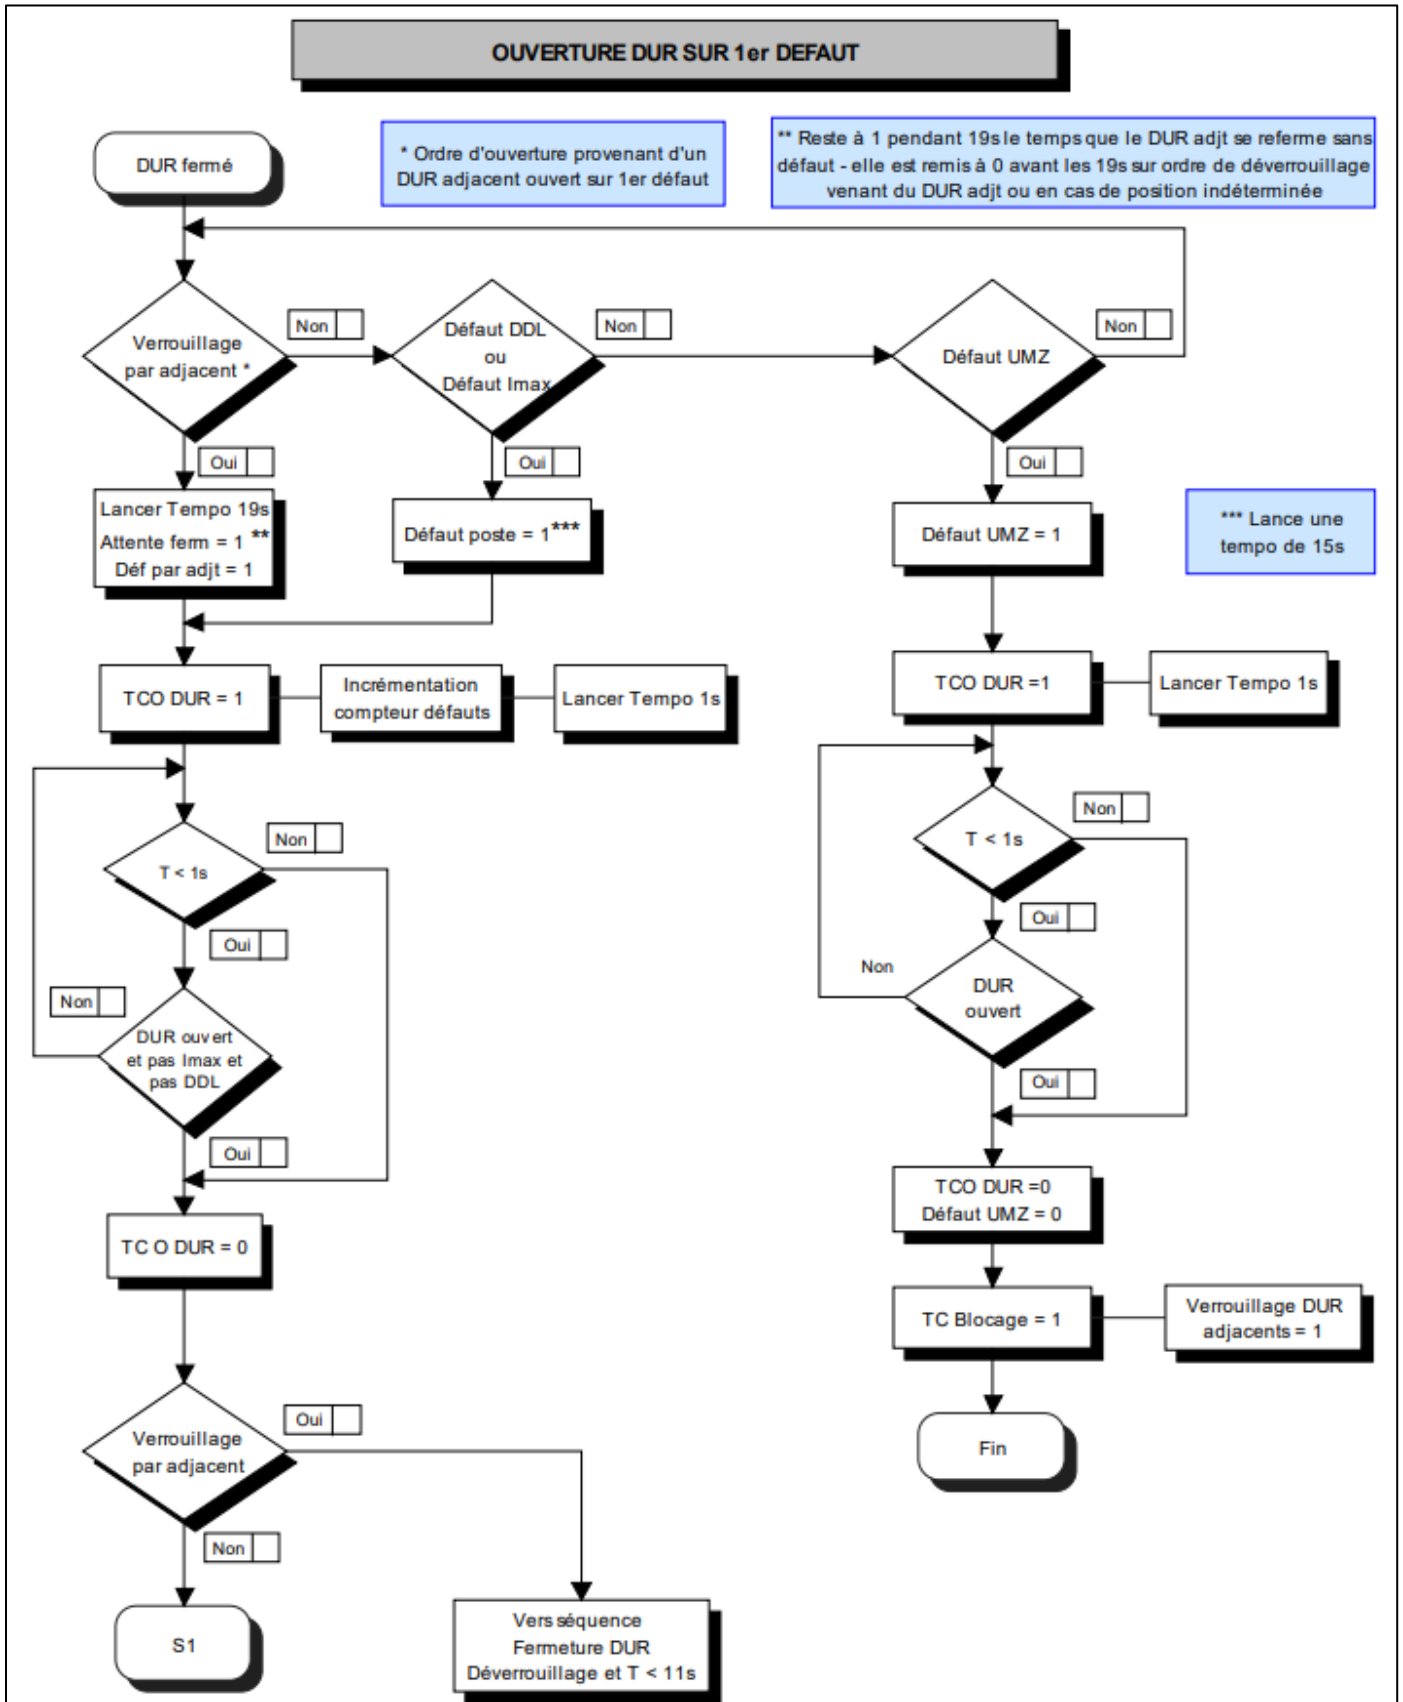 OUVERTURE DUR SUR 1er DEFAUT
DUR fermé
* Ordre d'ouverture provenant d'un
DUR adjacent ouvert sur 1er défaut
** Reste à 1 pendant 19s le temps que le DUR adjt se referme sans
défaut - elle est remis à 0 avant les 19s sur ordre de déverrouillage
venant du DUR adjt ou en cas de position indéterminée
Verrouillage
par adjacent *
Non
Défaut DDL
ou
Défaut Imax
Non
Défaut UMZ
Non
Oui
Oui
Oui
Lancer Tempo 19s
Attente ferm = 1 **
Déf par adjt = 1
Défaut poste = 1***
Défaut UMZ = 1
*** Lance une
tempo de 15s
TCO DUR = 1
Incrémentation
compteur défauts
Lancer Tempo 1s
TCO DUR =1
Lancer Tempo 1s
T < 1s
Non
Oui
Non
DUR ouvert
et pas Imax et
pas DDL
Oui
T < 1s
Non
Oui
Non
DUR
ouvert
Oui
TC O DUR = 0
TCO DUR =0
Défaut UMZ = 0
TC Blocage = 1
Verrouillage DUR
adjacents = 1
Fin
Verrouillage
par adjacent
Oui
Non
S1
Vers séquence
Fermeture DUR
Déverrouillage et T < 11s